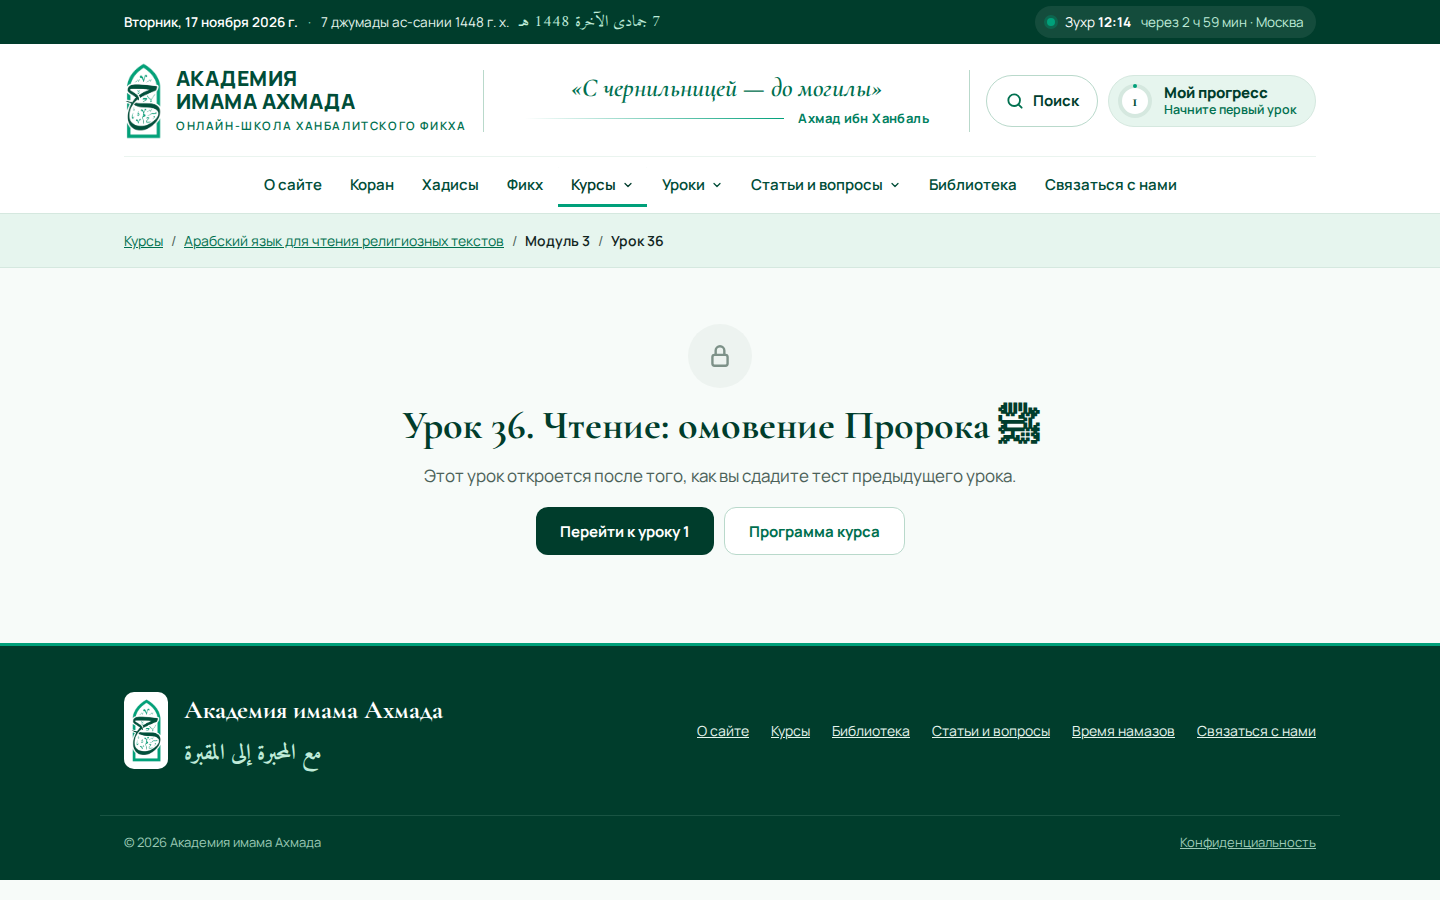 Вторник, 17 ноября 2026 г. · 7 джумады ас-сании 1448 г. х. 7 جمادى الآخرة 1448 هـ
Зухр 12:14 через 2 ч 59 мин · Москва
АКАДЕМИЯ
ИМАМА АХМАДА
ОНЛАЙН-ШКОЛА ХАНБАЛИТСКОГО ФИКХА
«С чернильницей — до могилы»
Ахмад ибн Ханбаль
Поиск
1
Мой прогресс
Начните первый урок
О сайте Коран Хадисы Фикх Курсы Уроки Статьи и вопросы Библиотека Связаться с нами
Курсы / Арабский язык для чтения религиозных текстов / Модуль 3 / Урок 36
Урок 36. Чтение: омовение Пророка ﷺ
Этот урок откроется после того, как вы сдадите тест предыдущего урока.
Перейти к уроку 1
Программа курса
Академия имама Ахмада
مع المحبرة إلى المقبرة
О сайте Курсы Библиотека Статьи и вопросы Время намазов Связаться с нами
© 2026 Академия имама Ахмада
Конфиденциальность